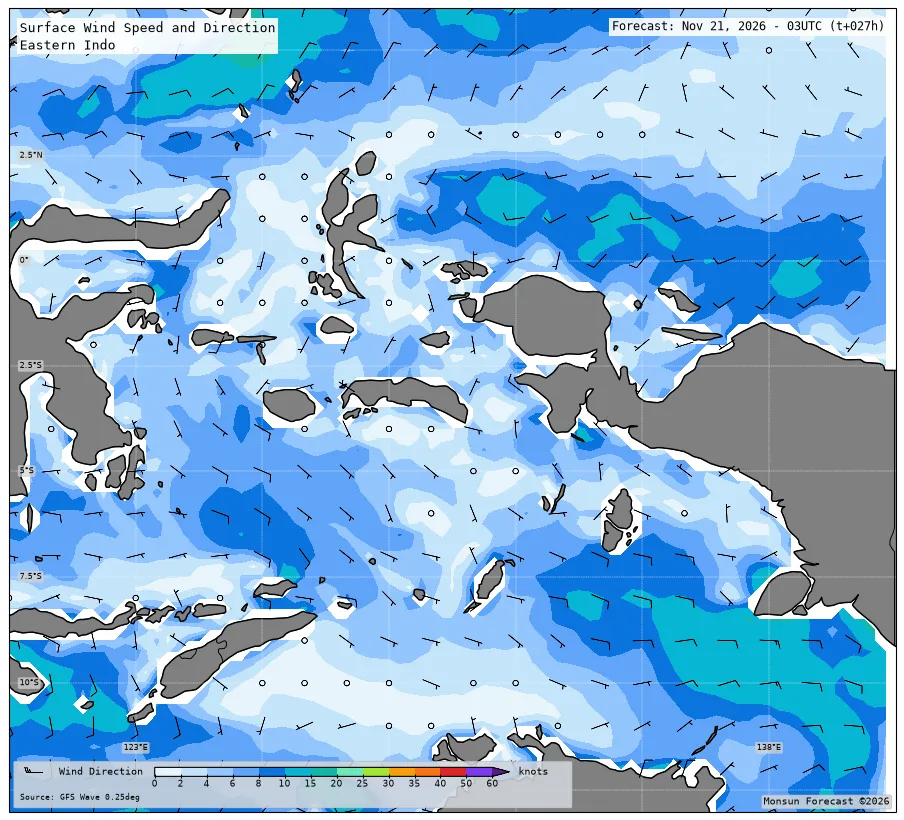 Surface Wind Speed and Direction
Eastern Indo
Forecast: Nov 21, 2026 - 03UTC (t+027h)
2.5°N
0°
2.5°S
5°S
7.5°S
10°S
123°E
138°E
Wind Direction
0 2 4 6 8 10 15 20 25 30 40 50 60
knots
Source: GFS Wave 0.25deg
Monsun Forecast ©2026